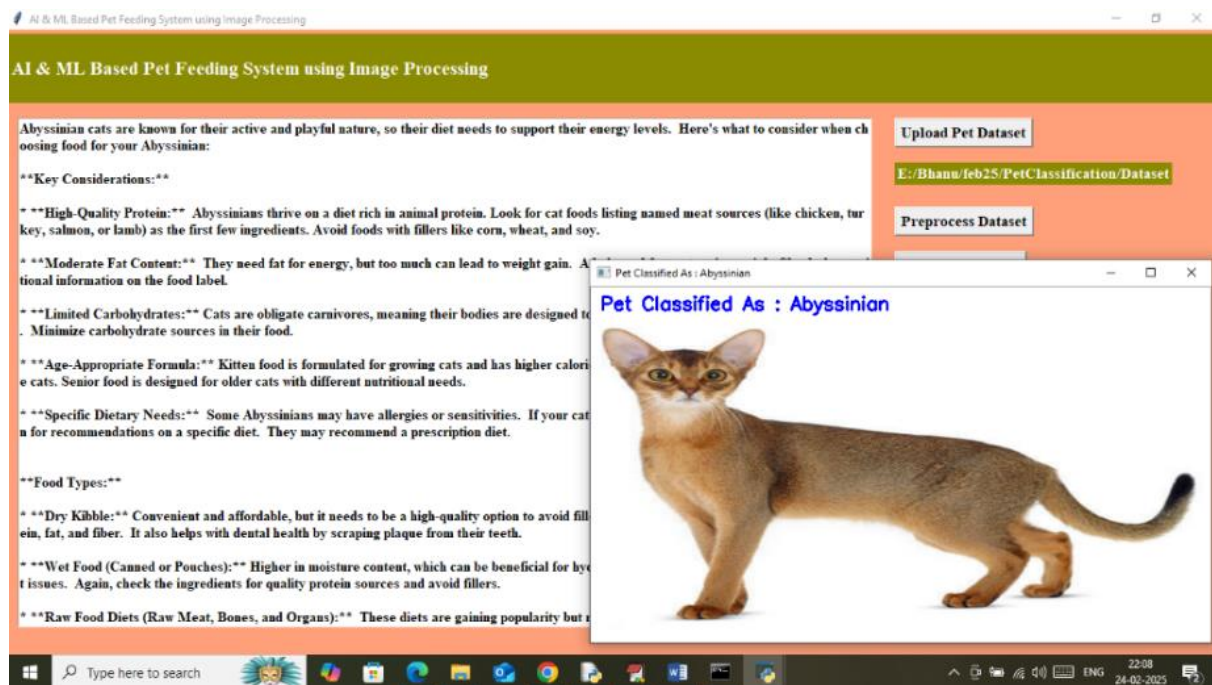 AI & ML Based Pet Feeding System using Image Processing
AI & ML Based Pet Feeding System using Image Processing
Abyssinian cats are known for their active and playful nature, so their diet needs to support their energy levels.  Here's what to consider when ch
oosing food for your Abyssinian:
**Key Considerations:**
* **High-Quality Protein:**  Abyssinians thrive on a diet rich in animal protein. Look for cat foods listing named meat sources (like chicken, tur
key, salmon, or lamb) as the first few ingredients. Avoid foods with fillers like corn, wheat, and soy.
* **Moderate Fat Content:**  They need fat for energy, but too much can lead to weight gain.
tional information on the food label.
* **Limited Carbohydrates:** Cats are obligate carnivores, meaning their bodies are designed
.  Minimize carbohydrate sources in their food.
* **Age-Appropriate Formula:** Kitten food is formulated for growing cats and has higher calori
e cats. Senior food is designed for older cats with different nutritional needs.
* **Specific Dietary Needs:**  Some Abyssinians may have allergies or sensitivities.  If your cat
n for recommendations on a specific diet.  They may recommend a prescription diet.
**Food Types:**
* **Dry Kibble:** Convenient and affordable, but it needs to be a high-quality option to avoid fill
ein, fat, and fiber.  It also helps with dental health by scraping plaque from their teeth.
* **Wet Food (Canned or Pouches):** Higher in moisture content, which can be beneficial for hy
t issues.  Again, check the ingredients for quality protein sources and avoid fillers.
* **Raw Food Diets (Raw Meat, Bones, and Organs):**  These diets are gaining popularity but
Upload Pet Dataset
E:/Bhanu/feb25/PetClassification/Dataset
Preprocess Dataset
Pet Classified As : Abyssinian
Pet Classified As : Abyssinian
Type here to search
ENG
22:08
24-02-2025